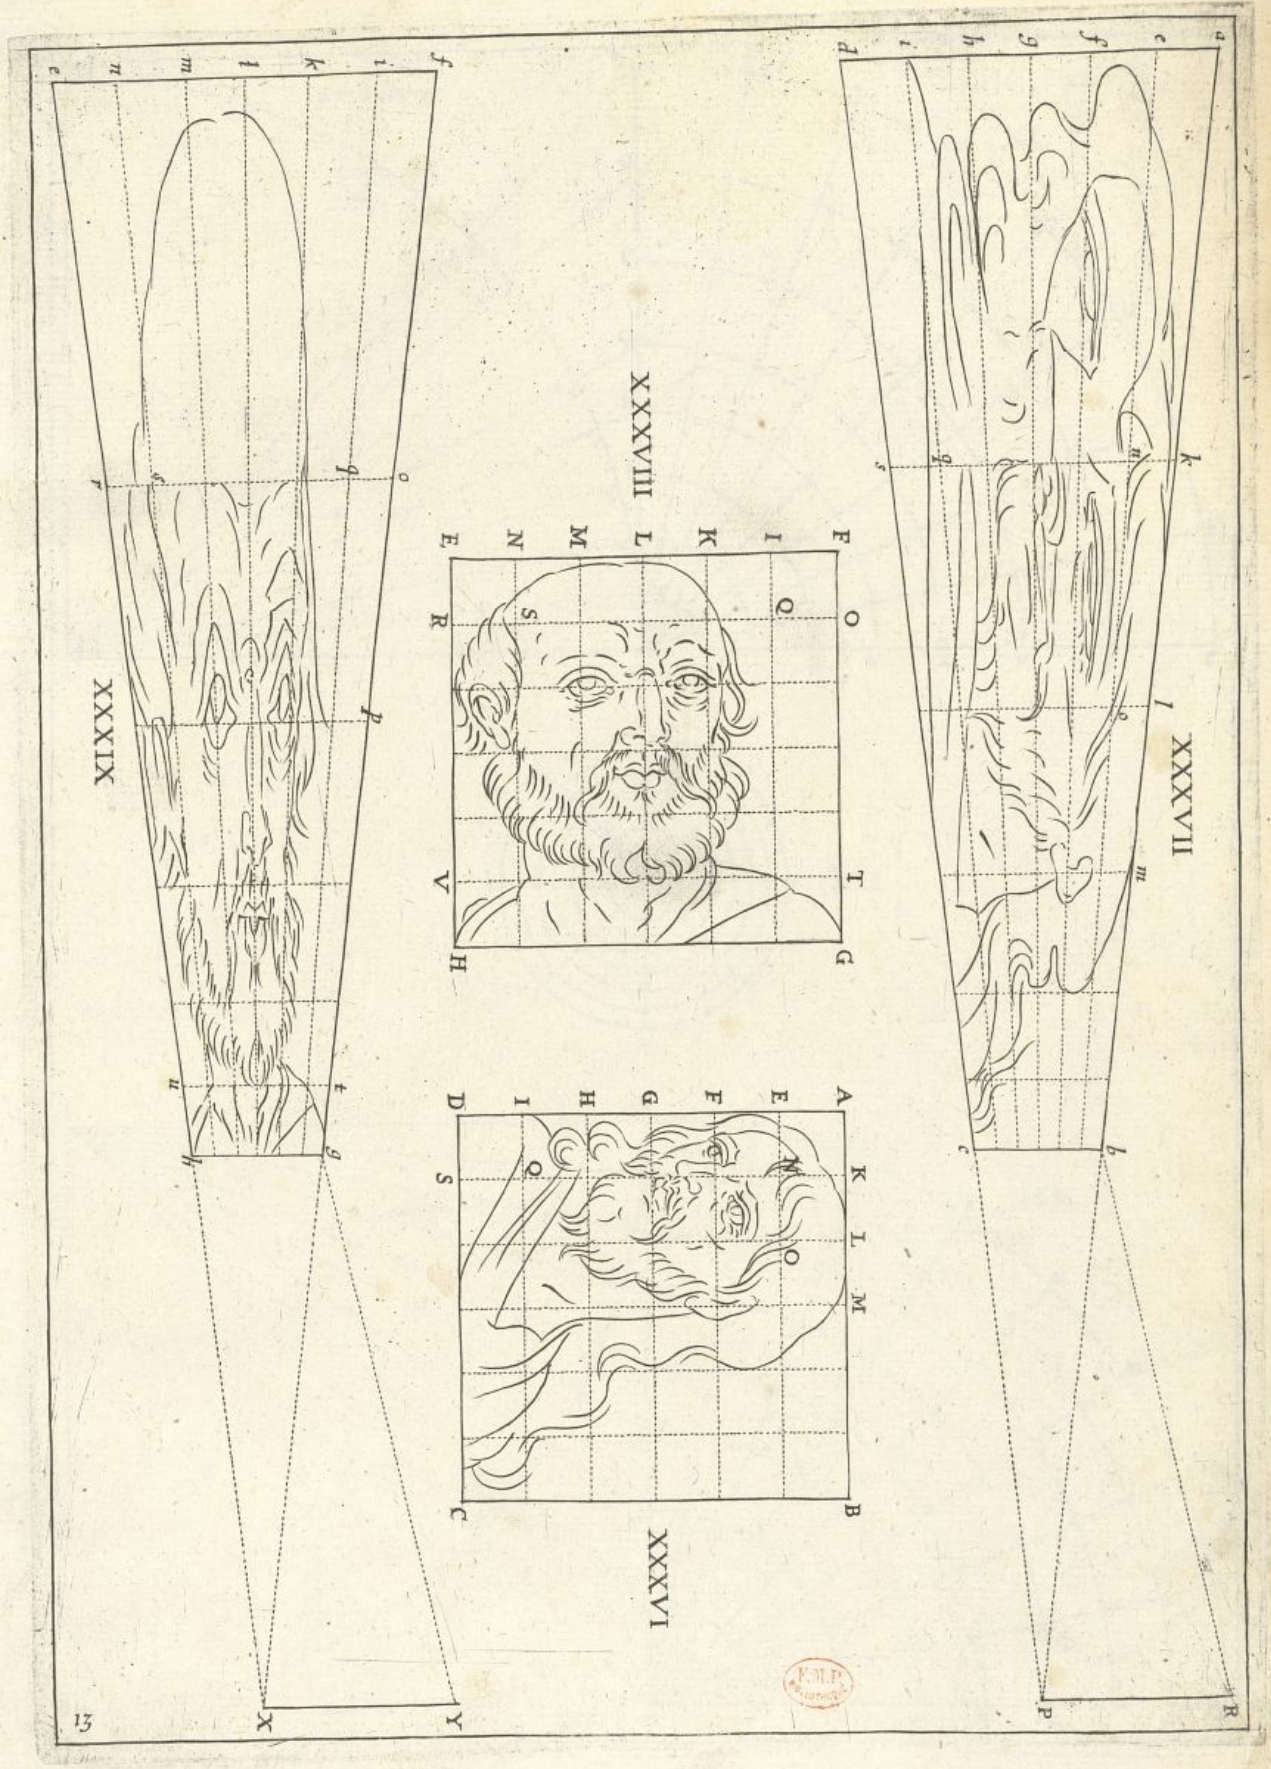 a e f g h i d
k n q s
l o
m
b c
P R
XXXVII
F I K L M N E
O Q S R
T V
G H
XXXVIII
A E F G H I D
K N Q S
L O
M
B C
XXXVI
f i k l m n e
o q s r
p
t u
g h
X Y
XXXIX
13